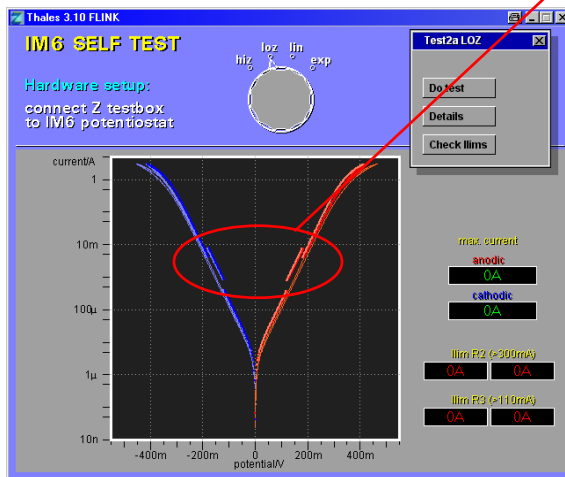 Thales 3.10 FLINK
IM6 SELF TEST
hiz loz lin exp
Hardware setup:
connect Z testbox
to IM6 potentiostat
Test2a LOZ
Do test
Details
Check Ilims
current/A
1
10m
100µ
1µ
10n
-400m -200m 0 200m 400m
potential/V
max. current
anodic
0A
cathodic
0A
Ilim R2 (>300mA)
0A 0A
Ilim R3 (>110mA)
0A 0A